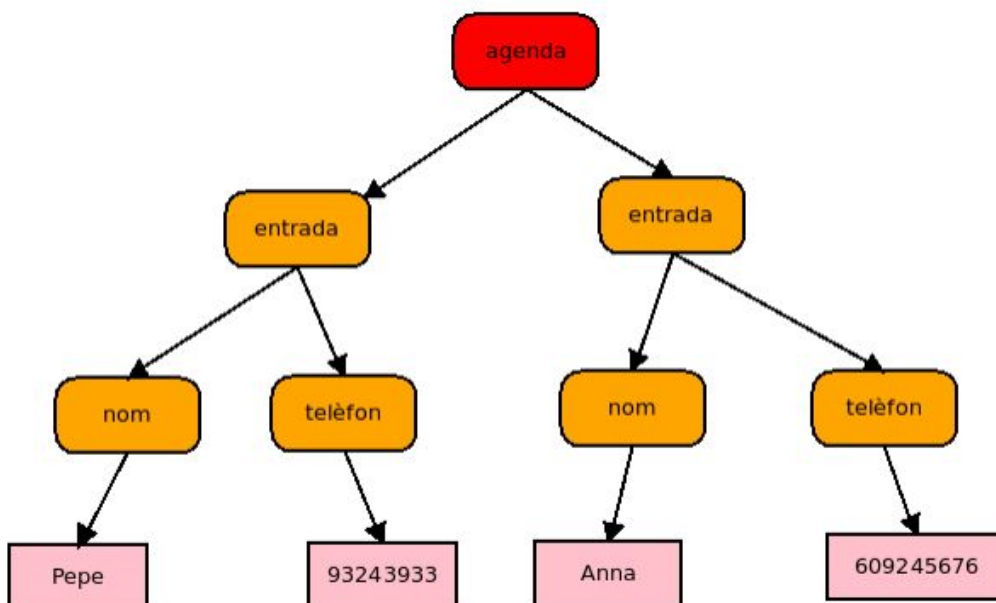 agenda
entrada
entrada
nom
telèfon
nom
telèfon
Pepe
93243933
Anna
609245676